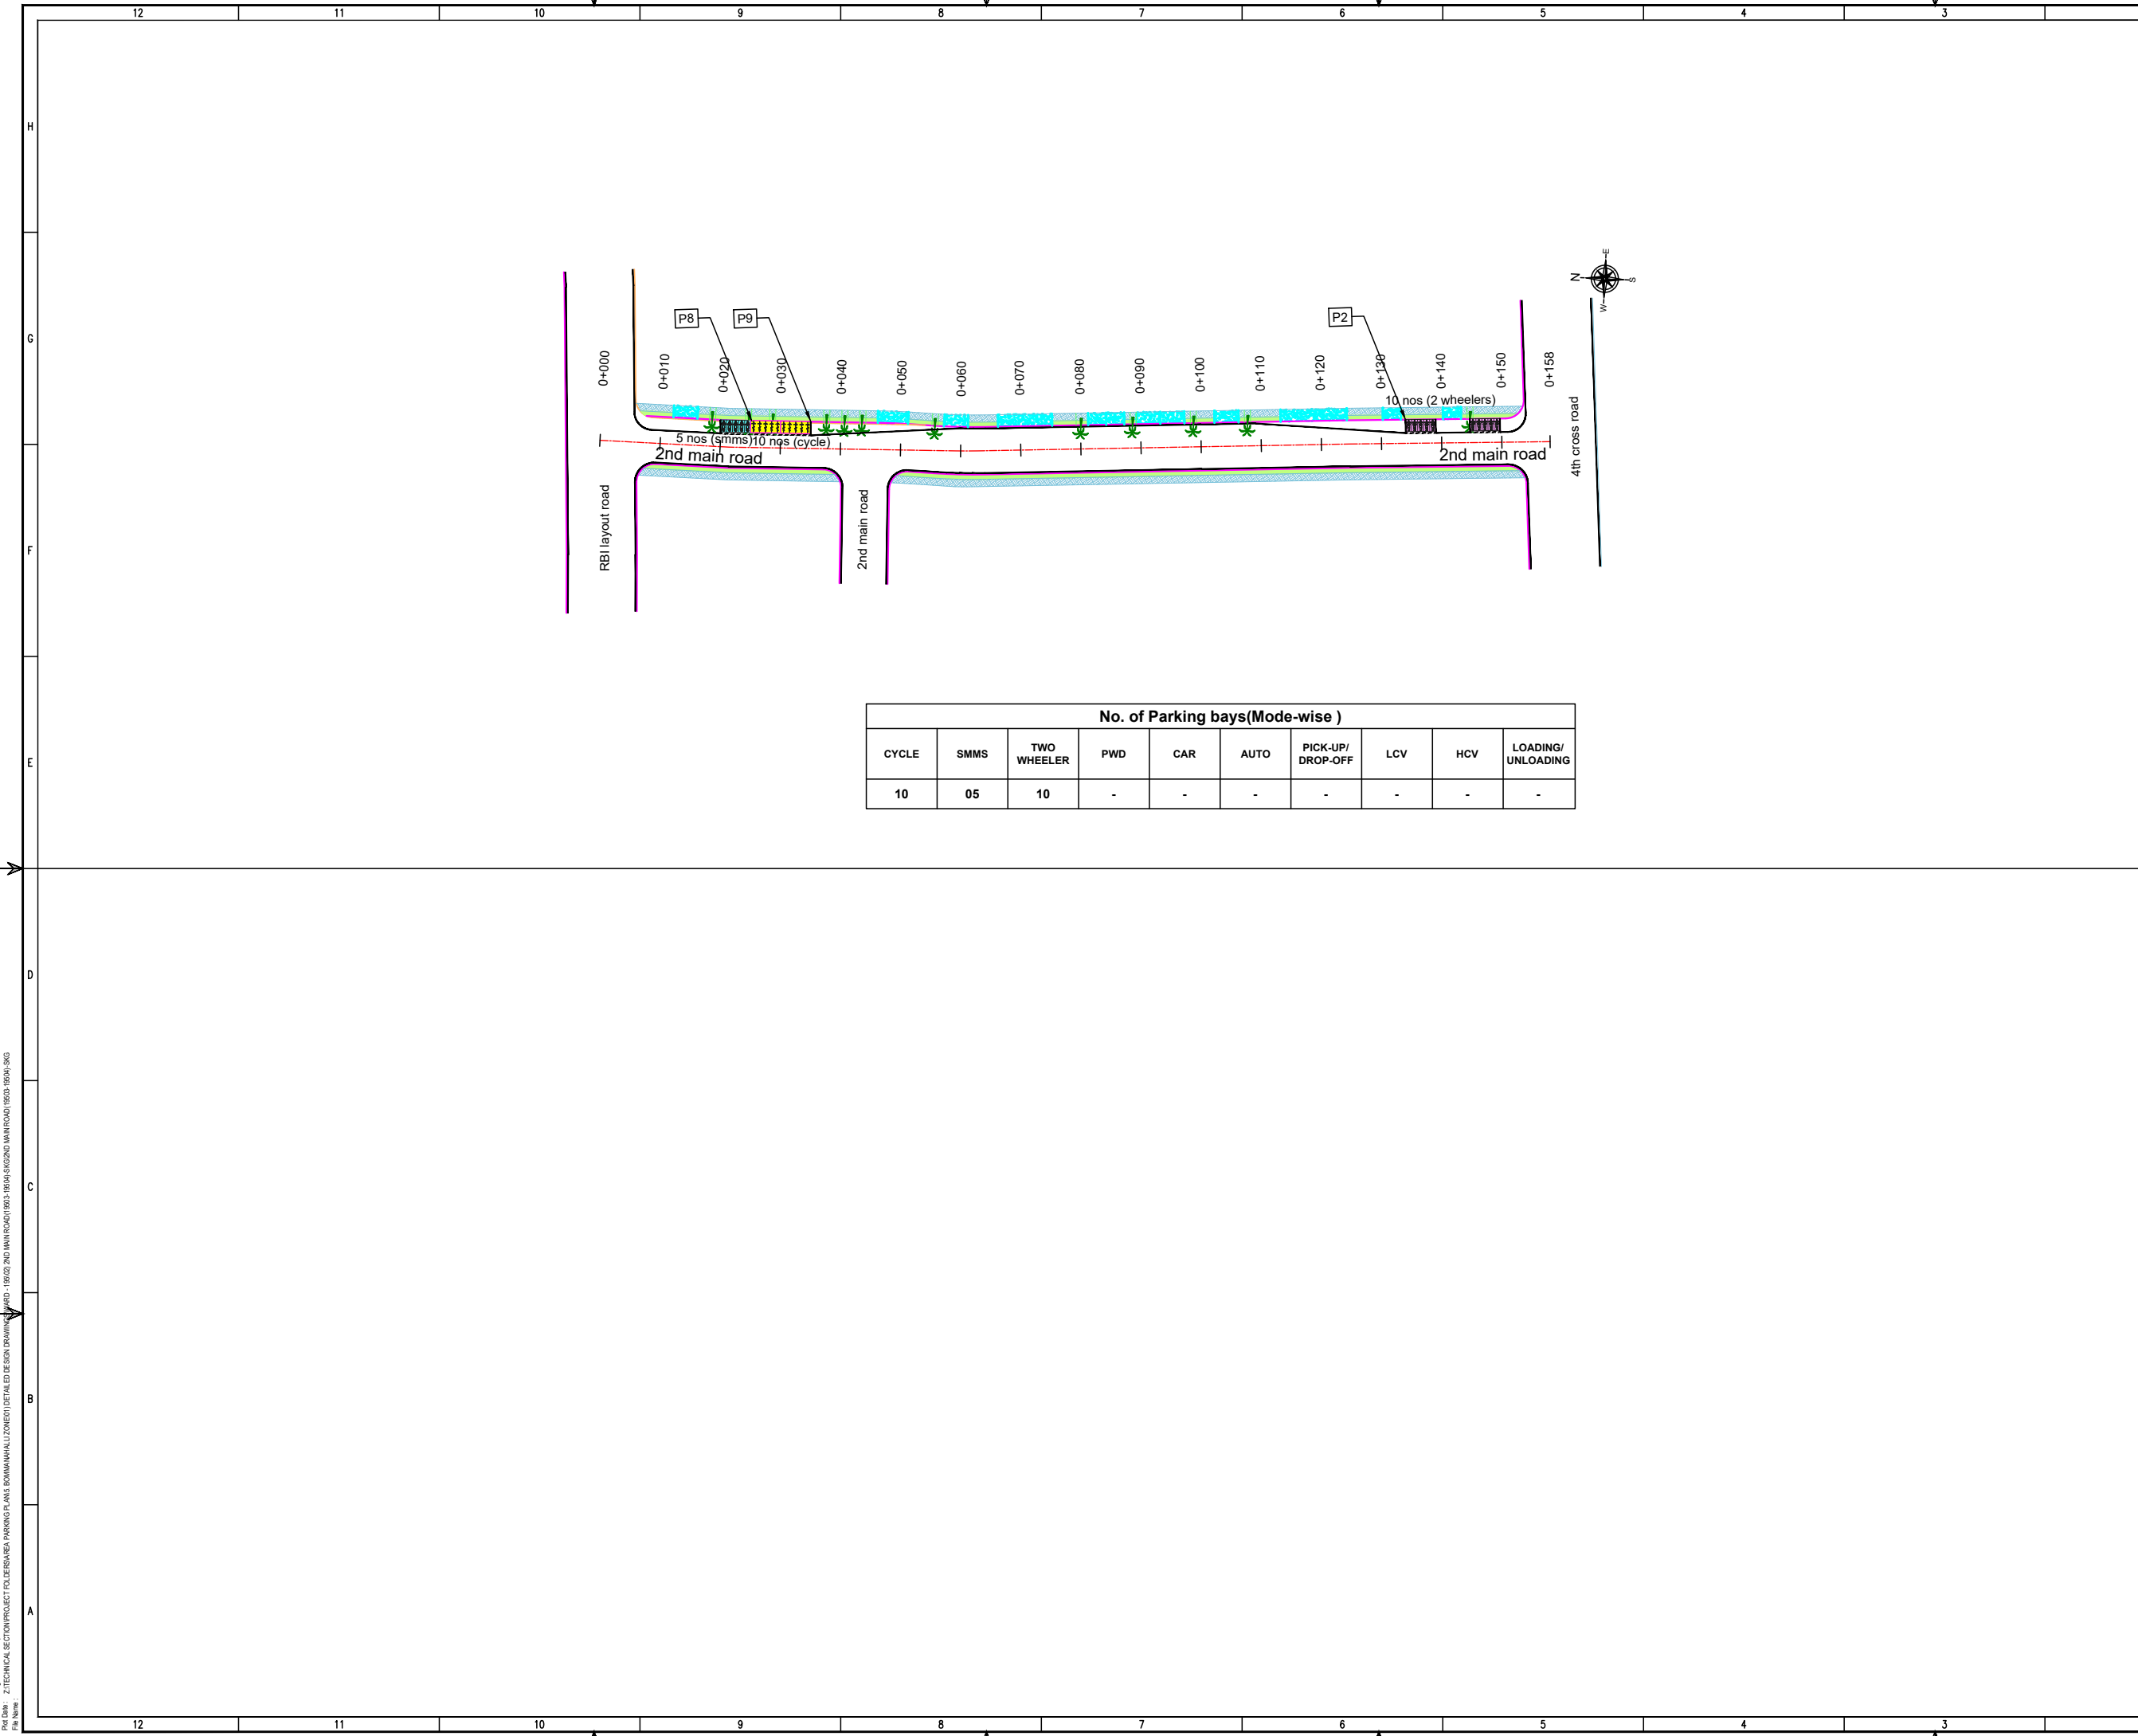 12 11 10 9 8 7 6 5 4 3
H
G
F
E
D
C
B
A
N
E
S
W
P8
P9
P2
0+000
0+010
0+020
0+030
0+040
0+050
0+060
0+070
0+080
0+090
0+100
0+110
0+120
0+130
0+140
0+150
0+158
10 nos (2 wheelers)
5 nos (smms)
10 nos (cycle)
2nd main road
2nd main road
RBI layout road
2nd main road
4th cross road
No. of Parking bays(Mode-wise )
CYCLE SMMS TWO WHEELER PWD CAR AUTO PICK-UP/ DROP-OFF LCV HCV LOADING/ UNLOADING
10 05 10 - - - - - - -
Plot Date :
File Name :
12 11 10 9 8 7 6 5 4 3